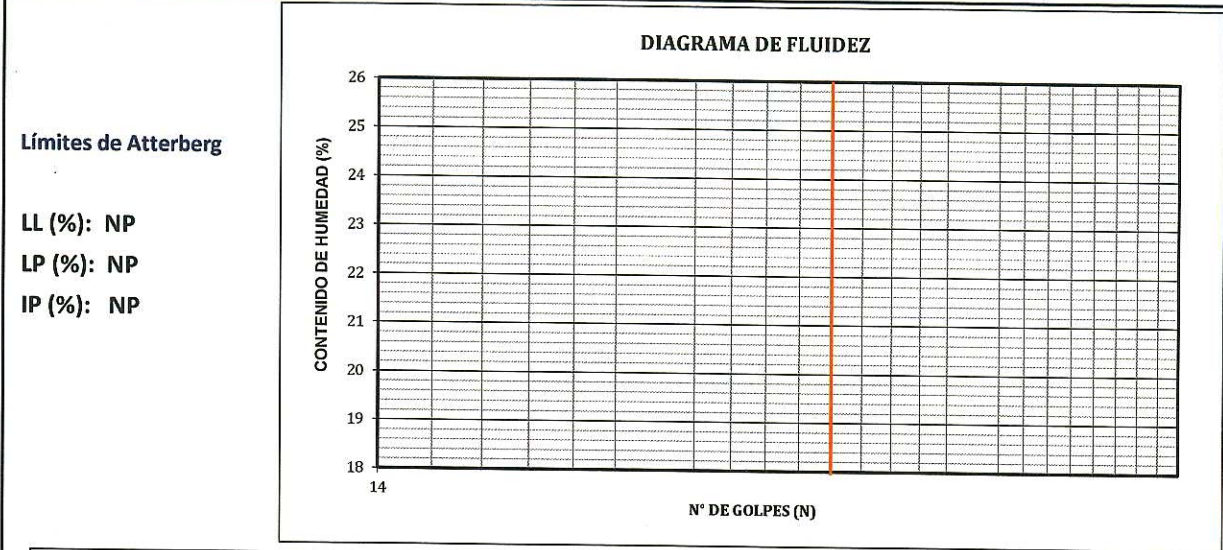 Límites de Atterberg
LL (%): NP
LP (%): NP
IP (%): NP
DIAGRAMA DE FLUIDEZ
CONTENIDO DE HUMEDAD (%)
26
25
24
23
22
21
20
19
18
14
N° DE GOLPES (N)